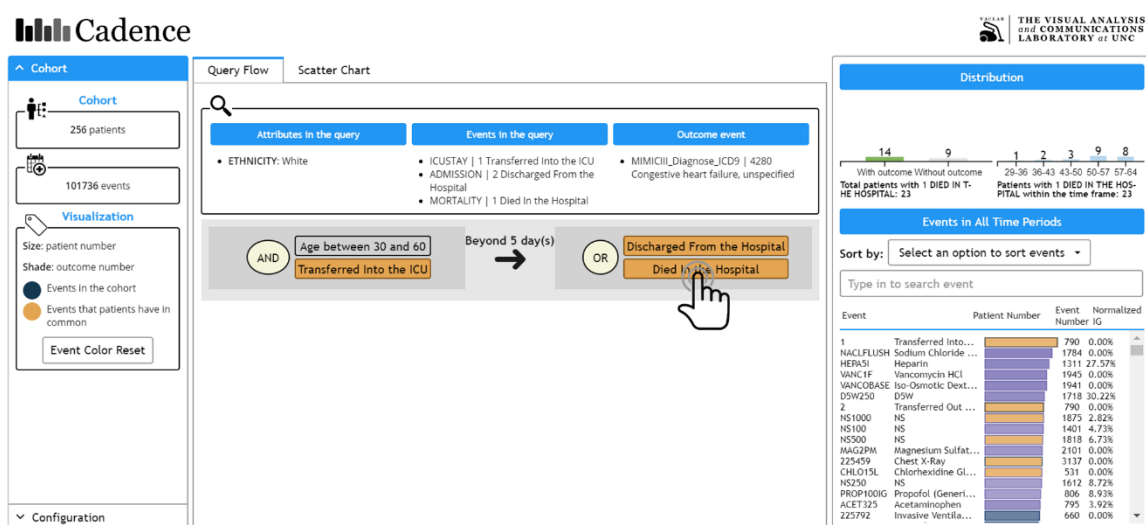 Cadence
VACLAB
THE VISUAL ANALYSIS
and COMMUNICATIONS
LABORATORY at UNC
Cohort
Cohort
256 patients
101736 events
Visualization
Size: patient number
Shade: outcome number
Events in the cohort
Events that patients have in
common
Event Color Reset
Configuration
Query Flow Scatter Chart
Attributes in the query Events in the query Outcome event
• ETHNICITY: White
• ICUSTAY | 1 Transferred Into the ICU
• ADMISSION | 2 Discharged From the
Hospital
• MORTALITY | 1 Died In the Hospital
• MIMICIII_Diagnose_ICD9 | 4280
Congestive heart failure, unspecified
AND
Age between 30 and 60
Transferred Into the ICU
Beyond 5 day(s)
OR
Discharged From the Hospital
Died In the Hospital
Distribution
14 9
With outcome Without outcome
Total patients with 1 DIED IN T-
HE HOSPITAL: 23
1 2 3 9 8
29-36 36-43 43-50 50-57 57-64
Patients with 1 DIED IN THE HOS-
PITAL within the time frame: 23
Events in All Time Periods
Sort by: Select an option to sort events
Type in to search event
Event Patient Number Event Number Normalized IG
1 Transferred Into... 790 0.00%
NACLFLUSH Sodium Chloride ... 1784 0.00%
HEPA5I Heparin 1311 27.57%
VANC1F Vancomycin HCl 1945 0.00%
VANCOBASE Iso-Osmotic Dext... 1941 0.00%
D5W250 D5W 1718 30.22%
2 Transferred Out ... 790 0.00%
NS1000 NS 1875 2.82%
NS100 NS 1401 4.73%
NS500 NS 1818 6.73%
MAG2PM Magnesium Sulfat... 2101 0.00%
225459 Chest X-Ray 3137 0.00%
CHLO15L Chlorhexidine Gl... 531 0.00%
NS250 NS 1612 8.72%
PROP100IG Propofol (Generi... 806 8.93%
ACET325 Acetaminophen 795 3.92%
225792 Invasive Ventila... 660 0.00%